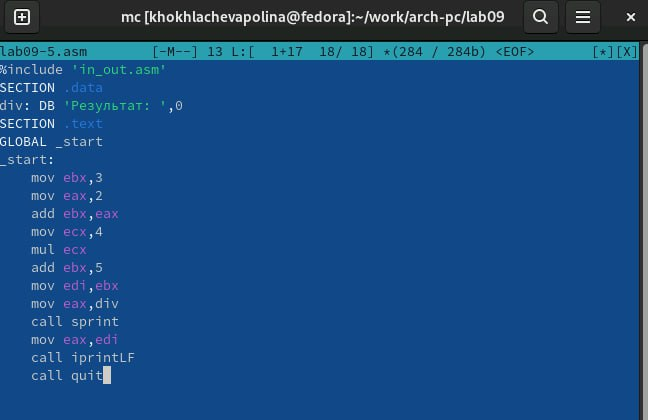 mc [khokhlachevapolina@fedora]:~/work/arch-pc/lab09
lab09-5.asm [-M--] 13 L:[ 1+17 18/ 18] *(284 / 284b) <EOF> [*][X]
%include 'in_out.asm'
SECTION .data
div: DB 'Результат: ',0
SECTION .text
GLOBAL _start
_start:
mov ebx,3
mov eax,2
add ebx,eax
mov ecx,4
mul ecx
add ebx,5
mov edi,ebx
mov eax,div
call sprint
mov eax,edi
call iprintLF
call quit